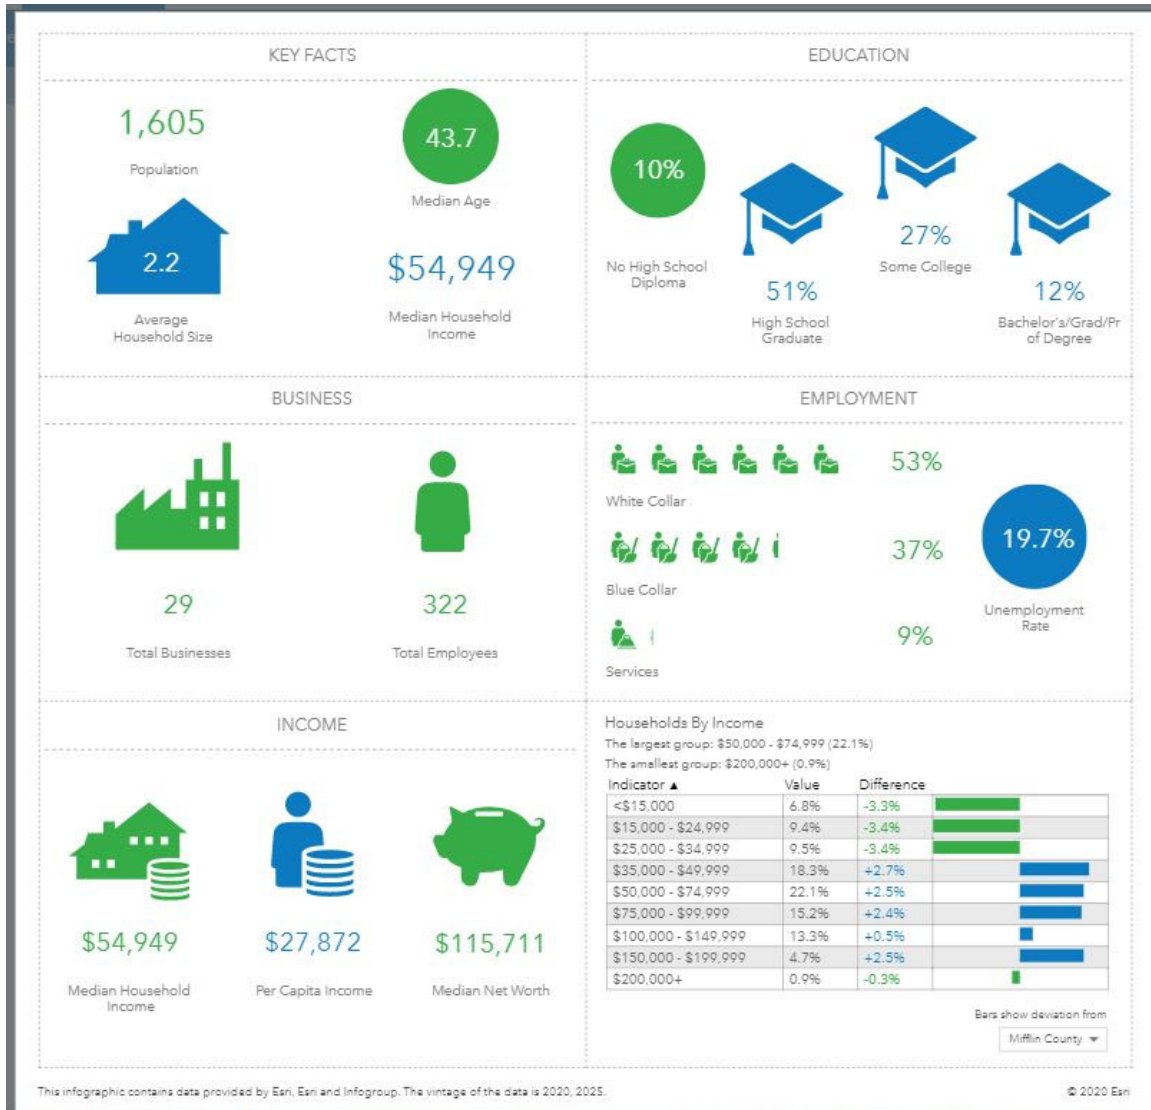 KEY FACTS
1,605
Population
43.7
Median Age
2.2
Average
Household Size
$54,949
Median Household
Income
EDUCATION
10%
No High School
Diploma
51%
High School
Graduate
27%
Some College
12%
Bachelor's/Grad/Pr
of Degree
BUSINESS
29
Total Businesses
322
Total Employees
EMPLOYMENT
53%
White Collar
37%
Blue Collar
9%
Services
19.7%
Unemployment
Rate
INCOME
$54,949
Median Household
Income
$27,872
Per Capita Income
$115,711
Median Net Worth
Households By Income
The largest group: $50,000 - $74,999 (22.1%)
The smallest group: $200,000+ (0.9%)
Indicator ▲ Value Difference
<$15,000 6.8% -3.3%
$15,000 - $24,999 9.4% -3.4%
$25,000 - $34,999 9.5% -3.4%
$35,000 - $49,999 18.3% +2.7%
$50,000 - $74,999 22.1% +2.5%
$75,000 - $99,999 15.2% +2.4%
$100,000 - $149,999 13.3% +0.5%
$150,000 - $199,999 4.7% +2.5%
$200,000+ 0.9% -0.3%
Bars show deviation from
Mifflin County ▼
This infographic contains data provided by Esri, Esri and Infogroup. The vintage of the data is 2020, 2025.
© 2020 Esri